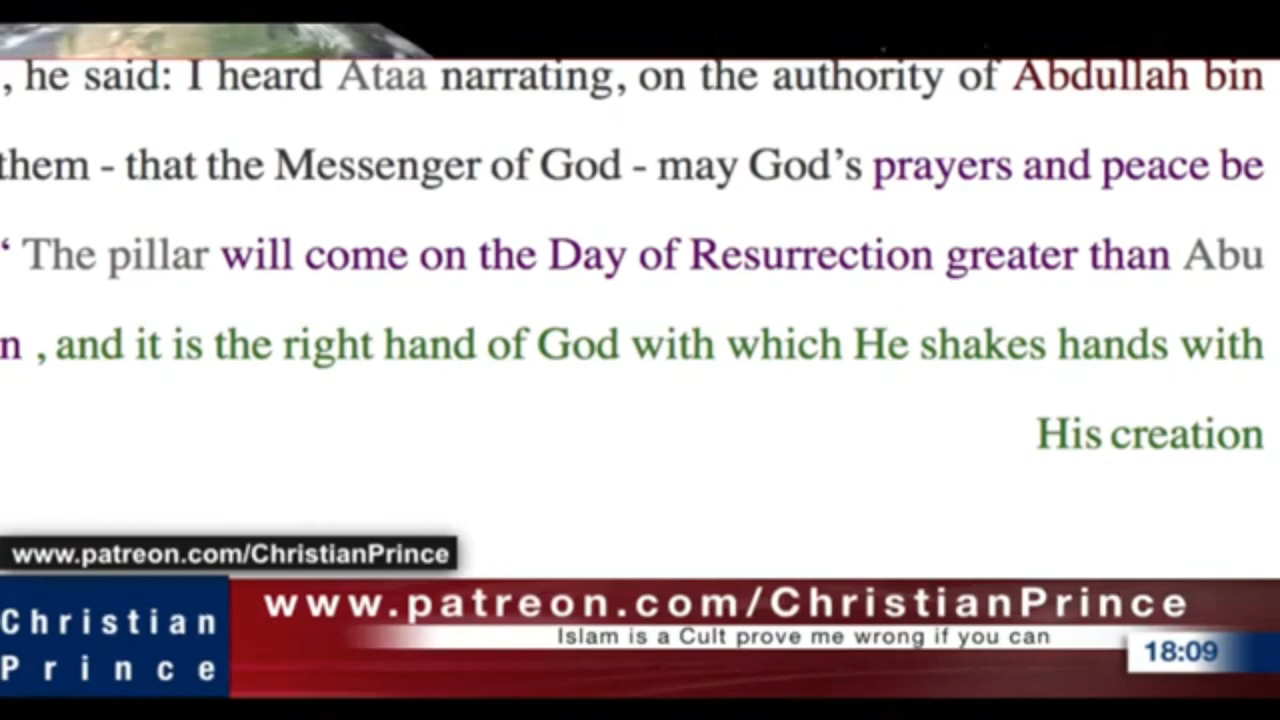 , he said: I heard Ataa narrating, on the authority of Abdullah bin
them - that the Messenger of God - may God’s prayers and peace be
‘ The pillar will come on the Day of Resurrection greater than Abu
n , and it is the right hand of God with which He shakes hands with
His creation
www.patreon.com/ChristianPrince
Christian
Prince
www.patreon.com/ChristianPrince
Islam is a Cult prove me wrong if you can
18:09